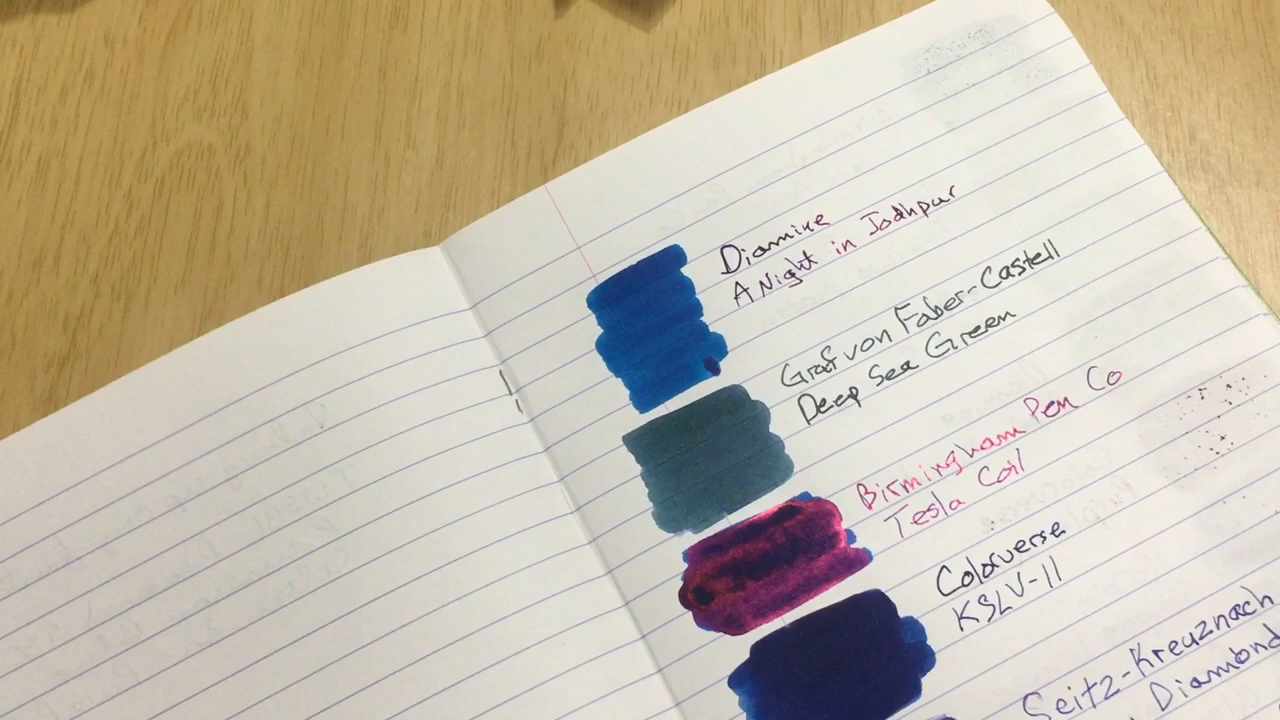 Diamine
A Night in Jodhpur
Graf von Faber-Castell
Deep Sea Green
Birmingham Pen Co
Tesla Coil
Colorverse
KSLV-II
Seitz-Kreuznach
Diamond